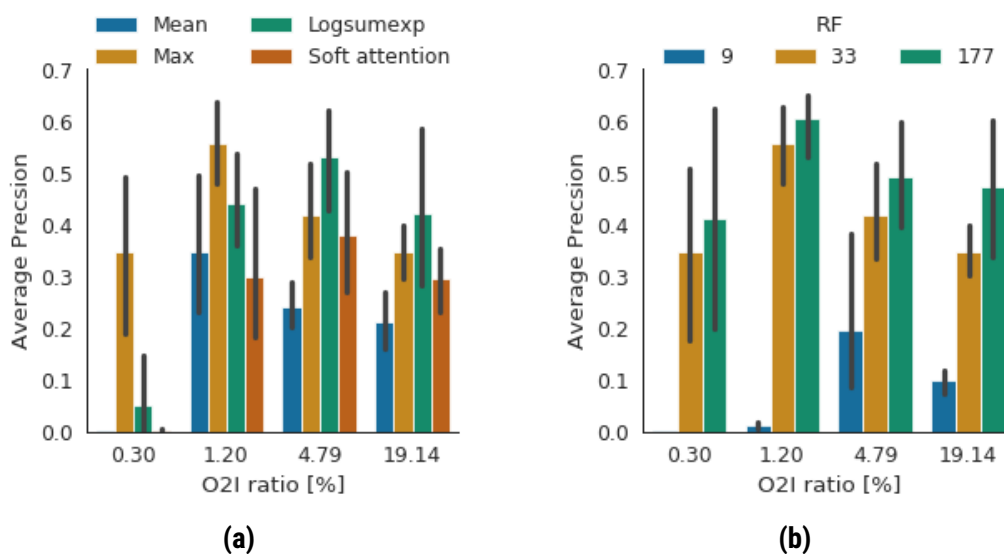 Mean
Logsumexp
Max
Soft attention
0.7
0.6
0.5
0.4
0.3
0.2
0.1
0.0
Average Precsion
0.30 1.20 4.79 19.14
O2I ratio [%]
(a)
RF
9 33 177
0.7
0.6
0.5
0.4
0.3
0.2
0.1
0.0
Average Precsion
0.30 1.20 4.79 19.14
O2I ratio [%]
(b)